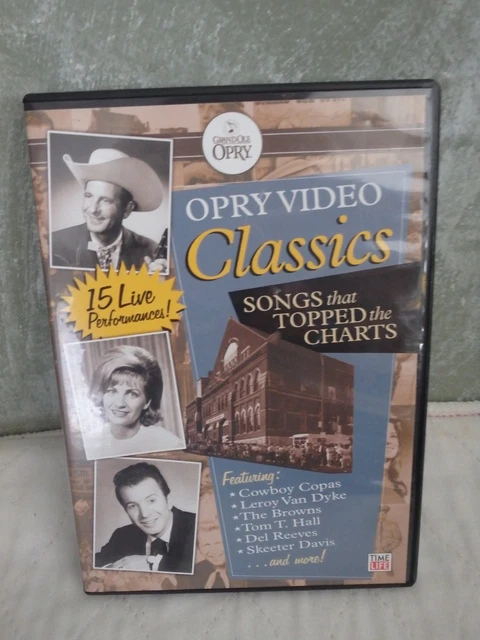 GRAND OLE
OPRY
OPRY VIDEO
Classics
15 Live
Performances!
SONGS that
TOPPED the
CHARTS
Featuring:
★ Cowboy Copas
★ Leroy Van Dyke
★ The Browns
★ Tom T. Hall
★ Del Reeves
★ Skeeter Davis
...and more!
TIME
LIFE